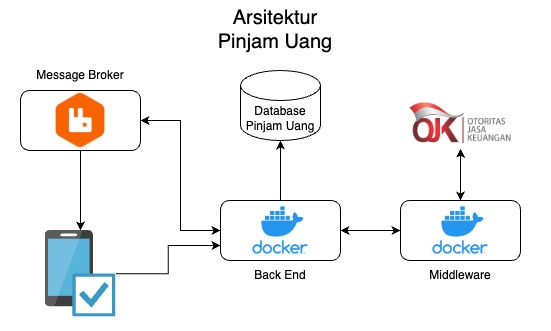 Arsitektur
Pinjam Uang
Message Broker
Database
Pinjam Uang
OJK OTORITAS
JASA
KEUANGAN
docker
docker
Back End
Middleware